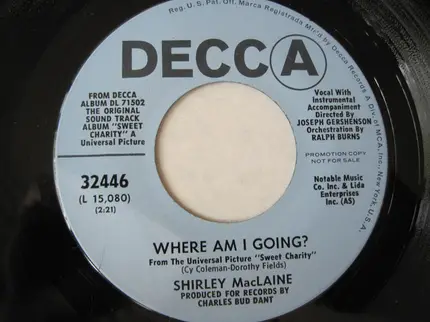 Reg. U.S. Pat. Off. Marca Registrada
DECCA
FROM DECCA
ALBUM DL 71502
THE ORIGINAL
SOUND TRACK
ALBUM "SWEET
CHARITY" A
Universal Picture
Vocal With
Instrumental
Accompaniment
Directed By
JOSEPH GERSHENSON
Orchestration By
RALPH BURNS
PROMOTION COPY
NOT FOR SALE
32446
(L 15,080)
(2:21)
Notable Music
Co. Inc. & Lida
Enterprises
Inc. (AS)
WHERE AM I GOING?
From The Universal Picture "Sweet Charity"
(Cy Coleman-Dorothy Fields)
SHIRLEY MacLAINE
PRODUCED FOR RECORDS BY
CHARLES BUD DANT
by Decca Records A Div. of MCA, Inc., New York, U.S.A.